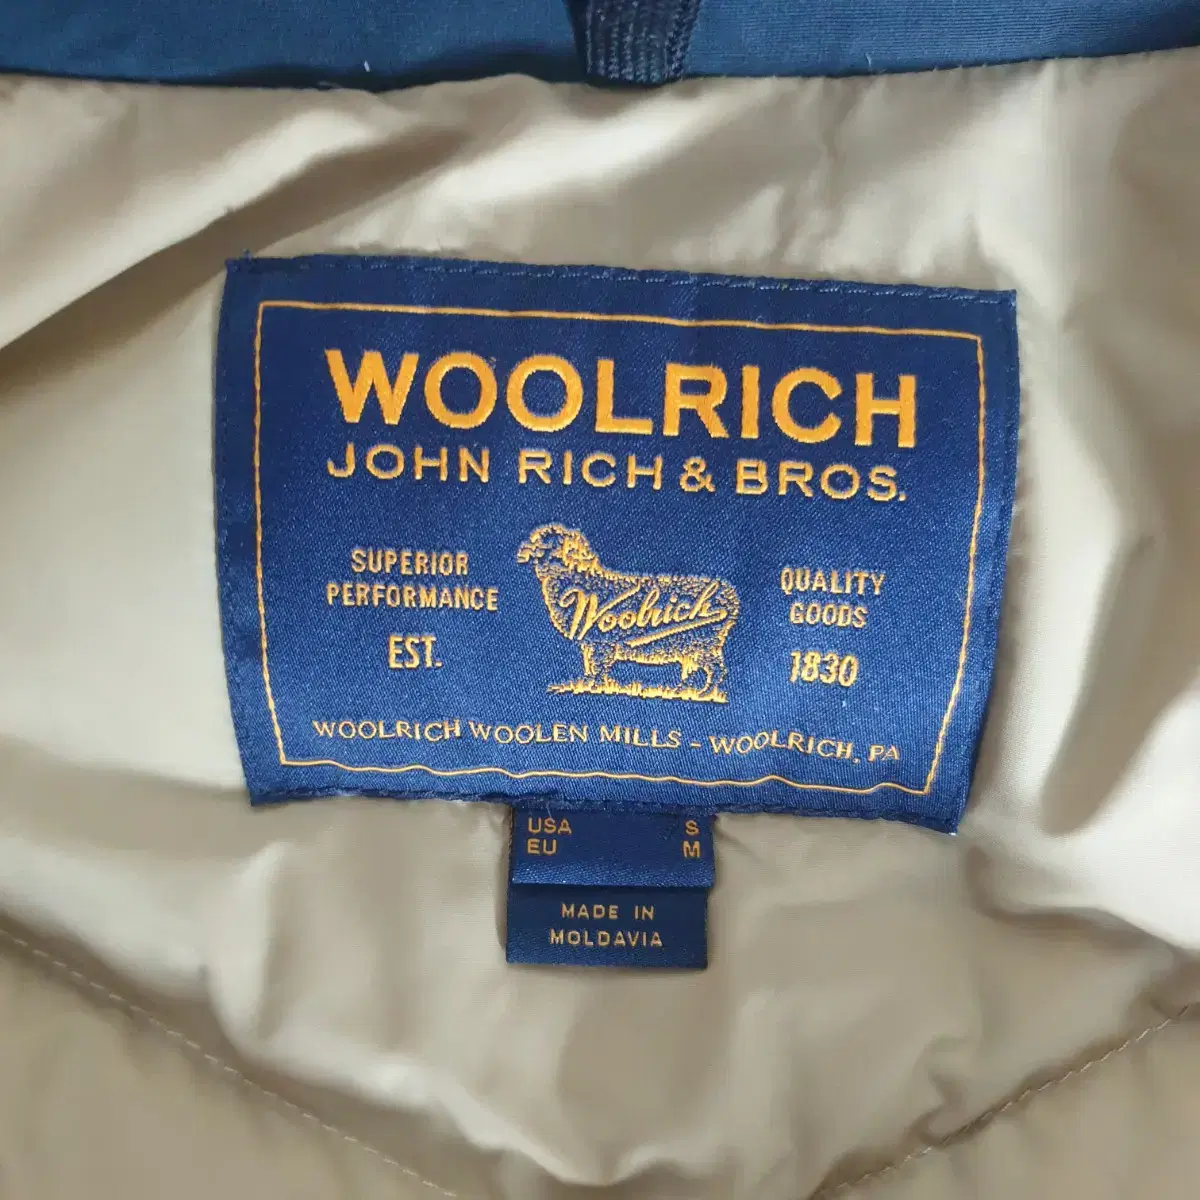 WOOLRICH
JOHN RICH & BROS.
SUPERIOR
PERFORMANCE
EST.
Woolrich
QUALITY
GOODS
1830
WOOLRICH WOOLEN MILLS - WOOLRICH, PA
USA S
EU M
MADE IN
MOLDAVIA